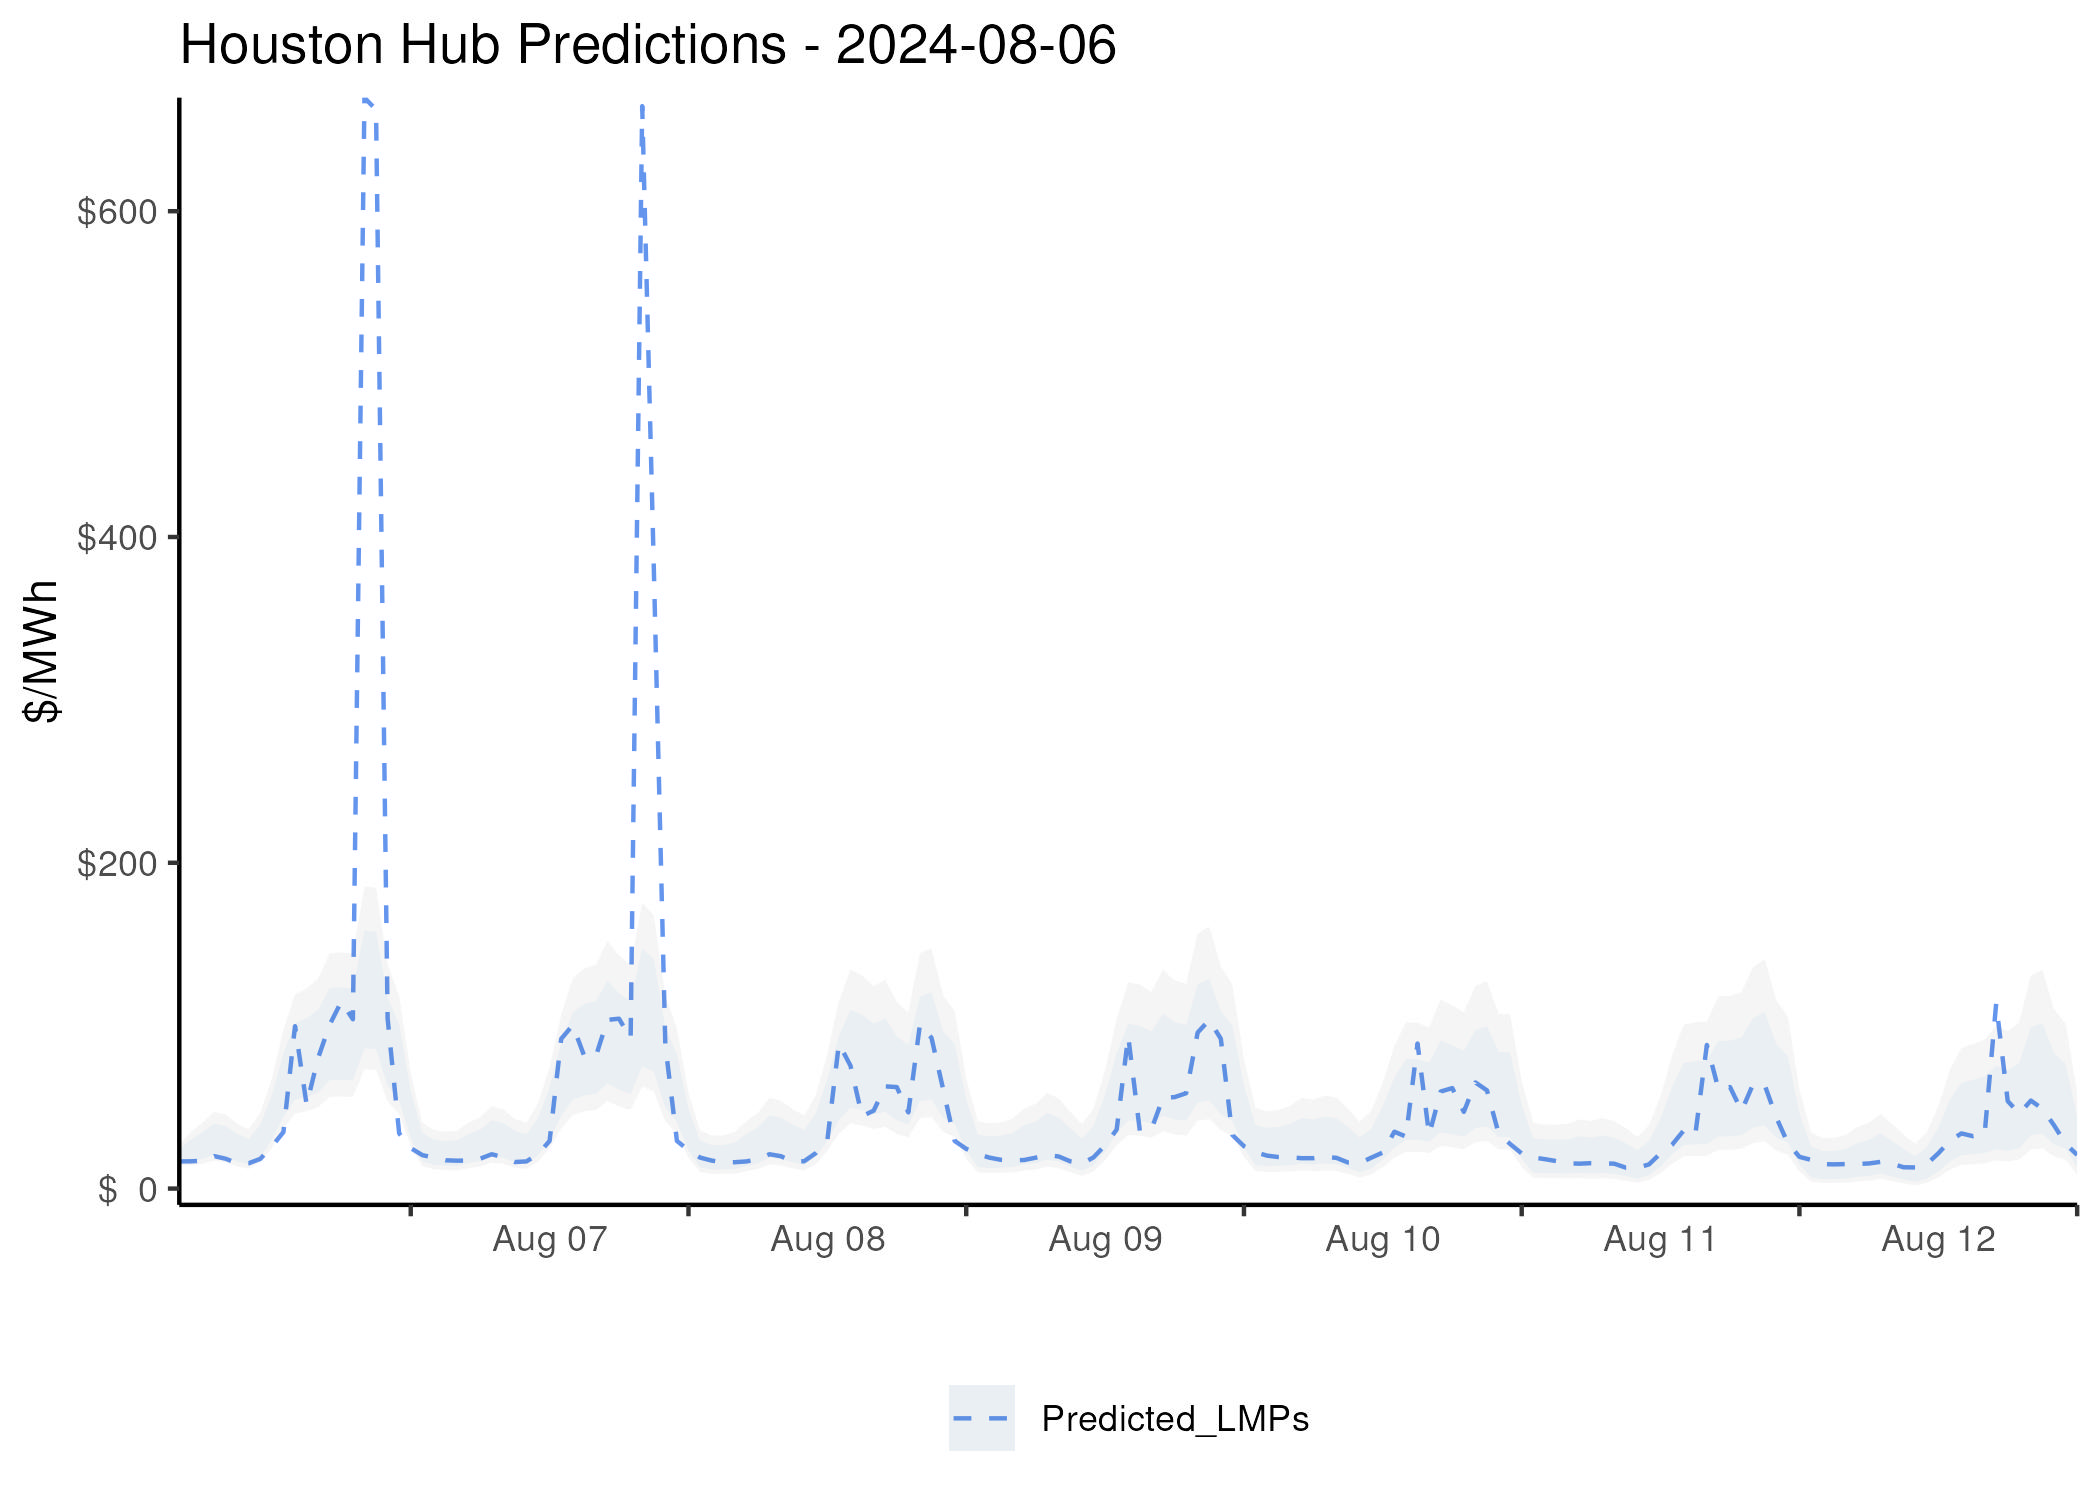 Houston Hub Predictions - 2024-08-06
$600
$400
$200
$ 0
$/MWh
Aug 07
Aug 08
Aug 09
Aug 10
Aug 11
Aug 12
Predicted_LMPs